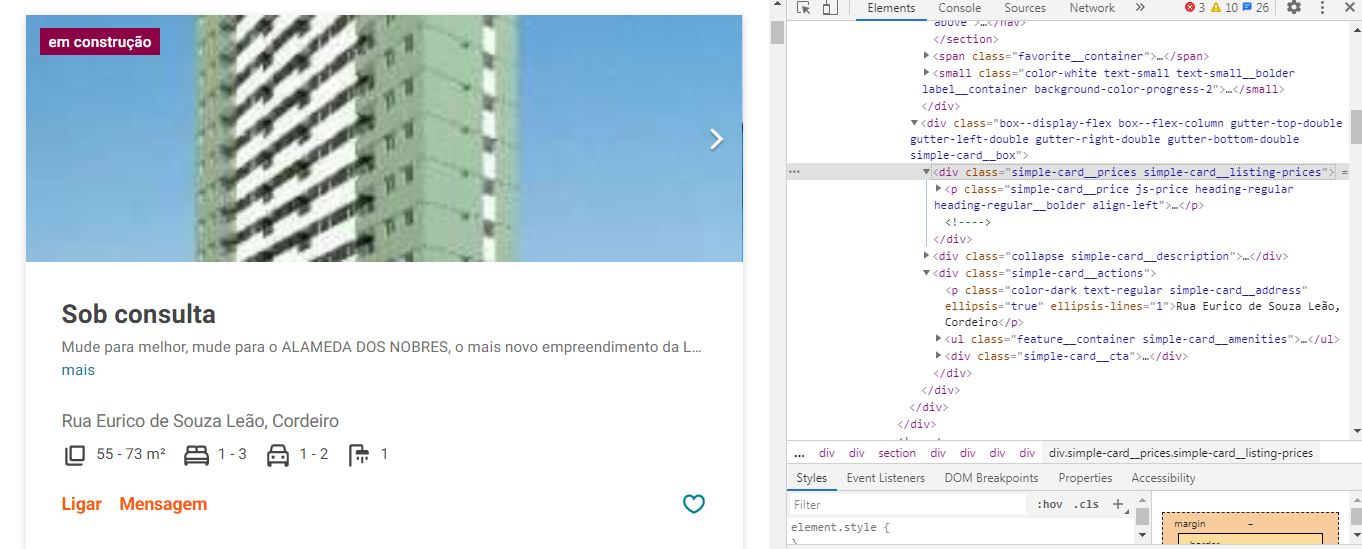 em construção
Sob consulta
Mude para melhor, mude para o ALAMEDA DOS NOBRES, o mais novo empreendimento da L...
mais
Rua Eurico de Souza Leão, Cordeiro
55 - 73 m² 1 - 3 1 - 2 1
Ligar Mensagem
Elements Console Sources Network » 3 10 26
above">…</nav>
</section>
<span class="favorite__container">…</span>
<small class="color-white text-small text-small__bolder
label__container background-color-progress-2">…</small>
</div>
<div class="box--display-flex box--flex-column gutter-top-double
gutter-left-double gutter-right-double gutter-bottom-double
simple-card__box">
… <div class="simple-card__prices simple-card__listing-prices"> =
<p class="simple-card__price js-price heading-regular
heading-regular__bolder align-left">…</p>
<!---->
</div>
<div class="collapse simple-card__description">…</div>
<div class="simple-card__actions">
<p class="color-dark text-regular simple-card__address"
ellipsis="true" ellipsis-lines="1">Rua Eurico de Souza Leão,
Cordeiro</p>
<ul class="feature__container simple-card__amenities">…</ul>
<div class="simple-card__cta">…</div>
</div>
</div>
</div>
</div>
... div div section div div div div div.simple-card__prices.simple-card__listing-prices
Styles Event Listeners DOM Breakpoints Properties Accessibility
Filter :hov .cls +
element.style {
}
margin –
border